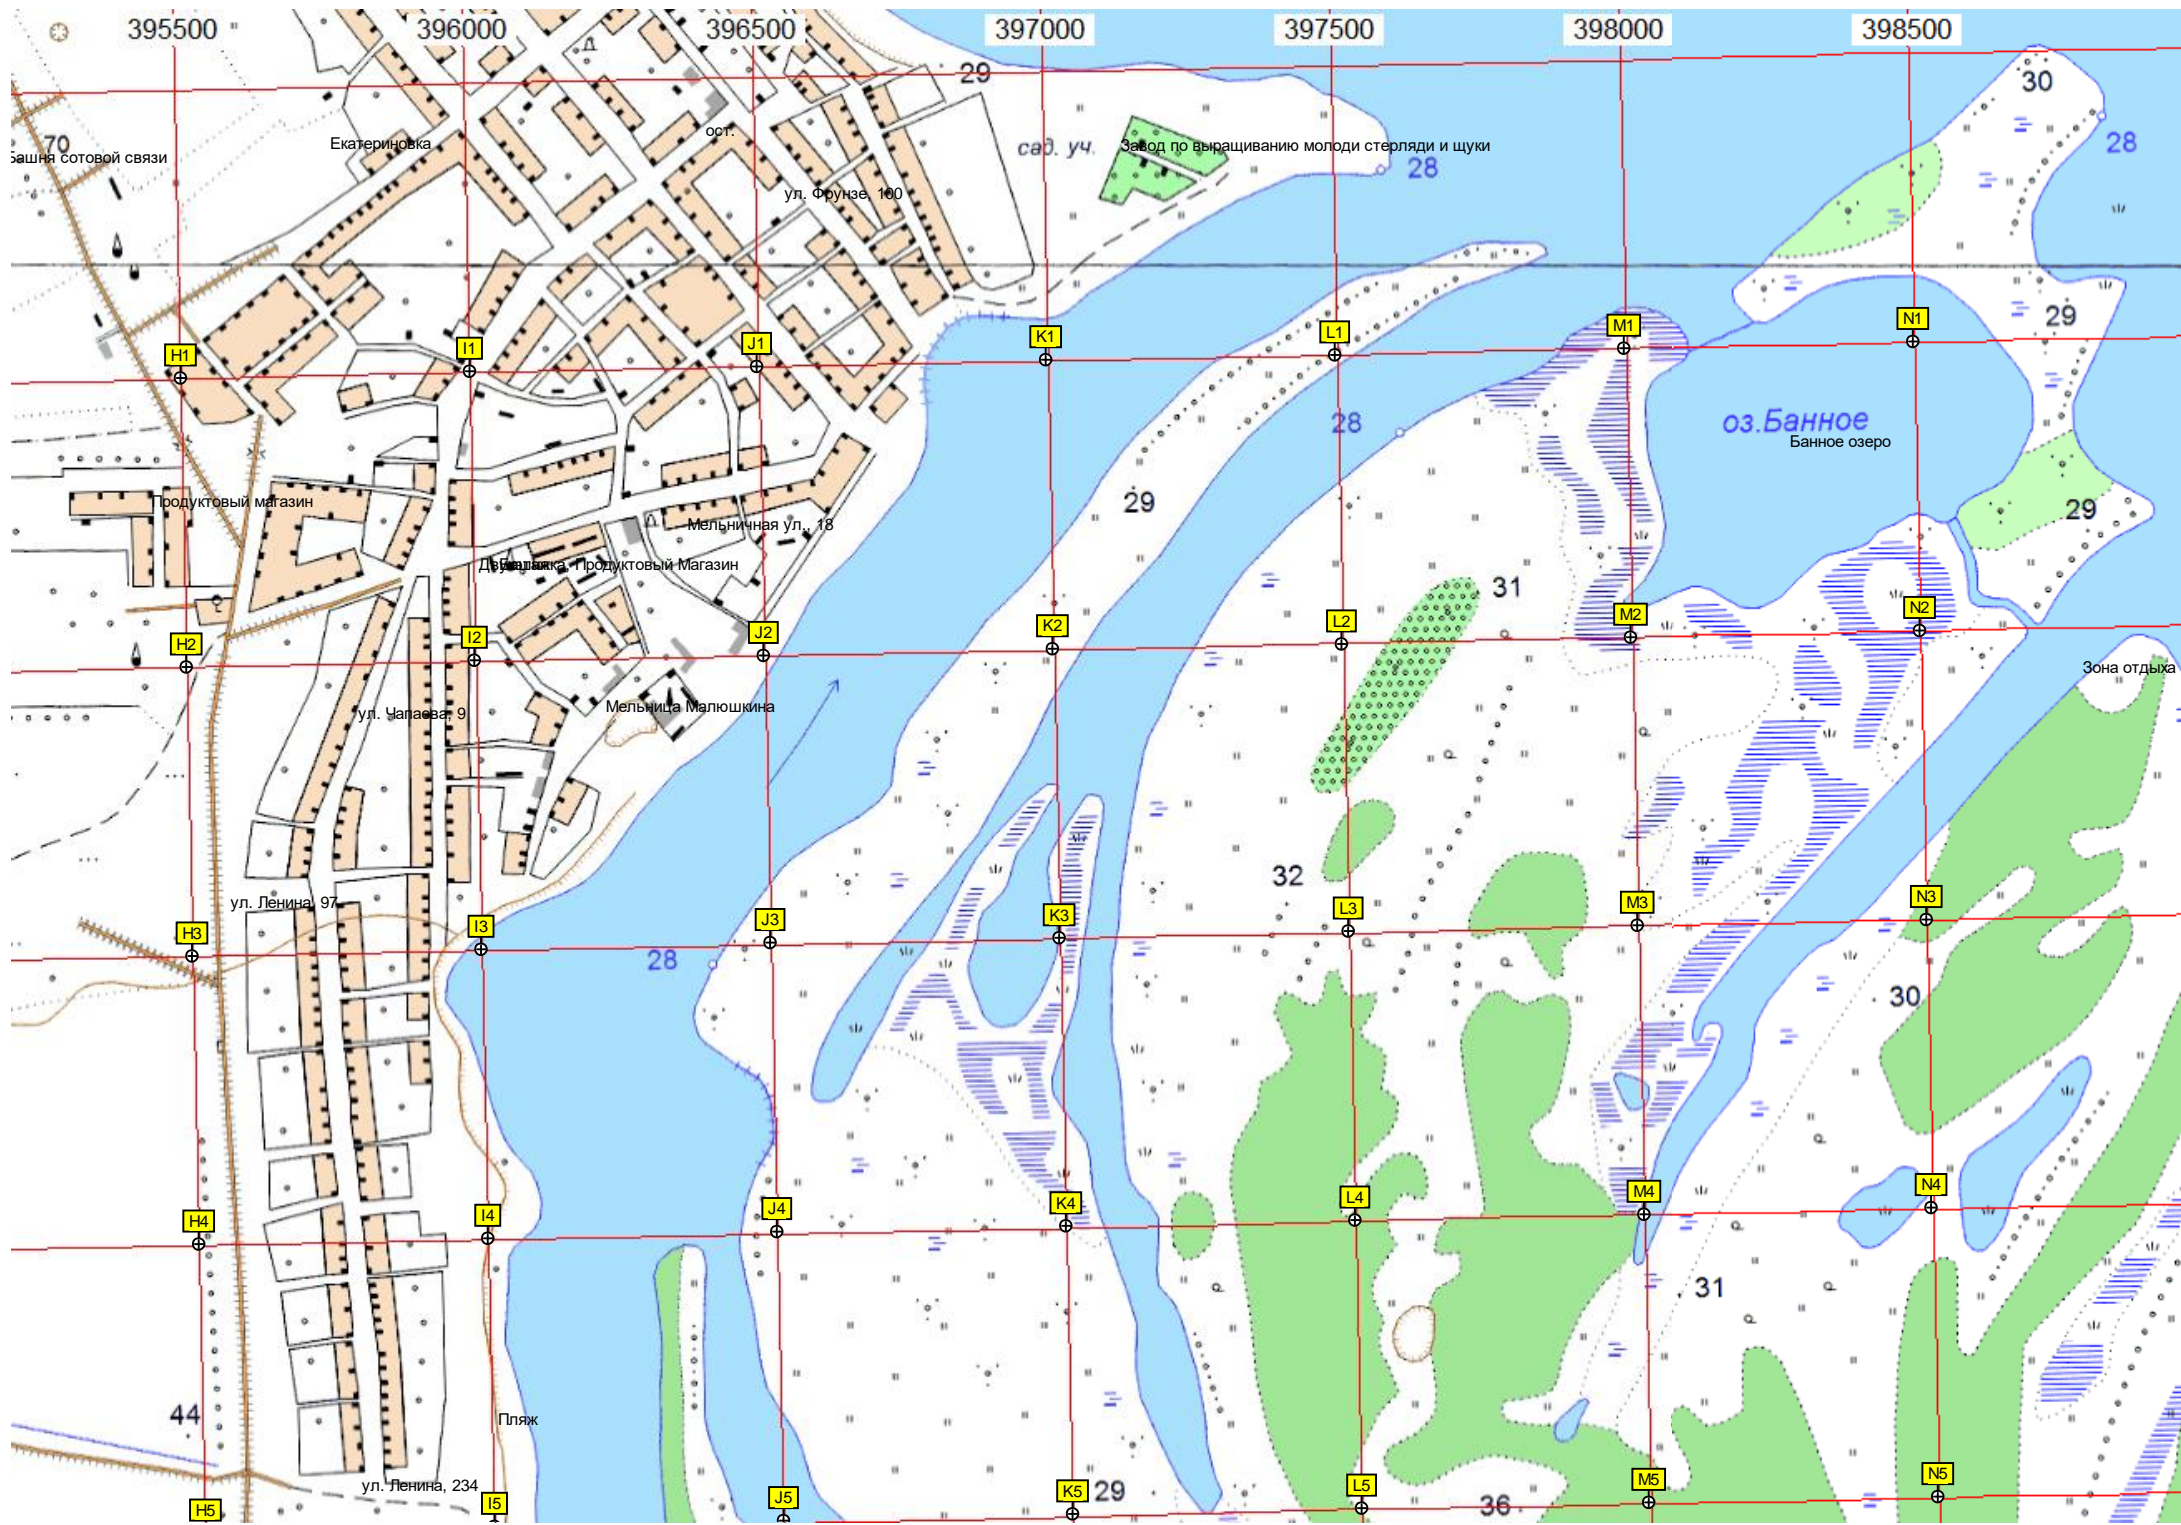 395500 396000 396500 397000 397500 398000 398500
29
30
70
ост.
Екатериновка
сад. уч.
Завод по выращиванию молоди стерляди и щуки
28
башня сотовой связи
28
ул. Фрунзе, 100
29
H1 I1 J1 K1 L1 M1 N1
28
оз.Банное
Банное озеро
Продуктовый магазин
29
29
Мельничная ул., 18
Продуктовый Магазин
31
H2 I2 J2 K2 L2 M2 N2
Зона отдыха
Мельница Малюшкина
ул. Чапаева, 9
32
ул. Ленина, 97
H3 I3 J3 K3 L3 M3 N3
28
30
H4 I4 J4 K4 L4 M4 N4
31
44
Пляж
ул. Ленина, 234
29
36
H5 I5 J5 K5 L5 M5 N5